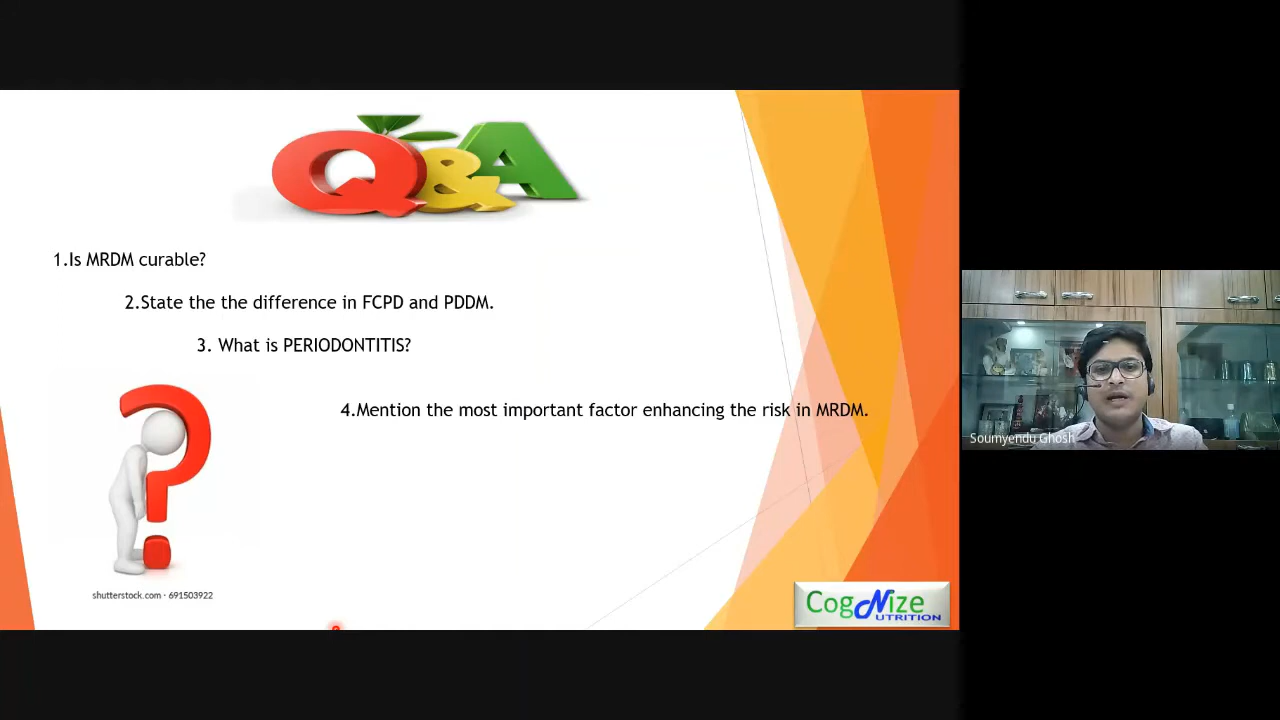 Q&A
1.Is MRDM curable?
2.State the the difference in FCPD and PDDM.
3. What is PERIODONTITIS?
4.Mention the most important factor enhancing the risk in MRDM.
shutterstock.com · 691503922
CogNize
UTRITION
Soumyendu Ghosh